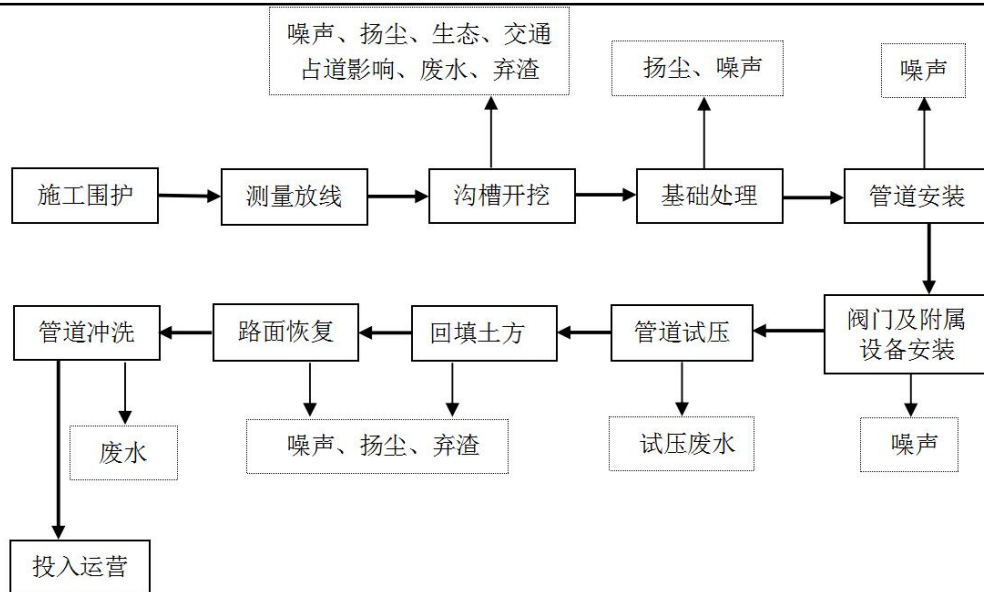 噪声、扬尘、生态、交通
占道影响、废水、弃渣
扬尘、噪声
噪声
施工围护
测量放线
沟槽开挖
基础处理
管道安装
管道冲洗
路面恢复
回填土方
管道试压
阀门及附属
设备安装
废水
噪声、扬尘、弃渣
试压废水
噪声
投入运营